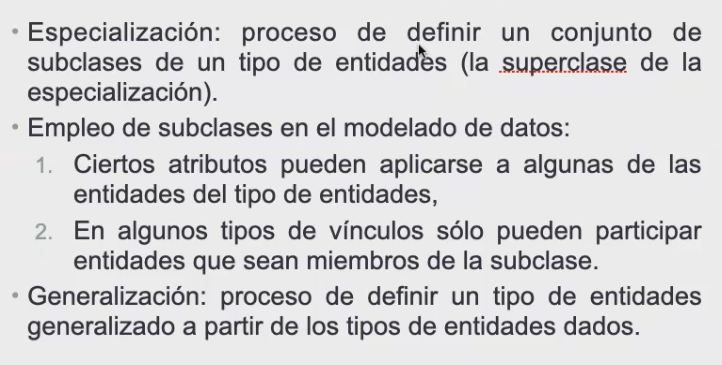 • Especialización: proceso de definir un conjunto de
subclases de un tipo de entidades (la superclase de la
especialización).
• Empleo de subclases en el modelado de datos:
1. Ciertos atributos pueden aplicarse a algunas de las
entidades del tipo de entidades,
2. En algunos tipos de vínculos sólo pueden participar
entidades que sean miembros de la subclase.
• Generalización: proceso de definir un tipo de entidades
generalizado a partir de los tipos de entidades dados.